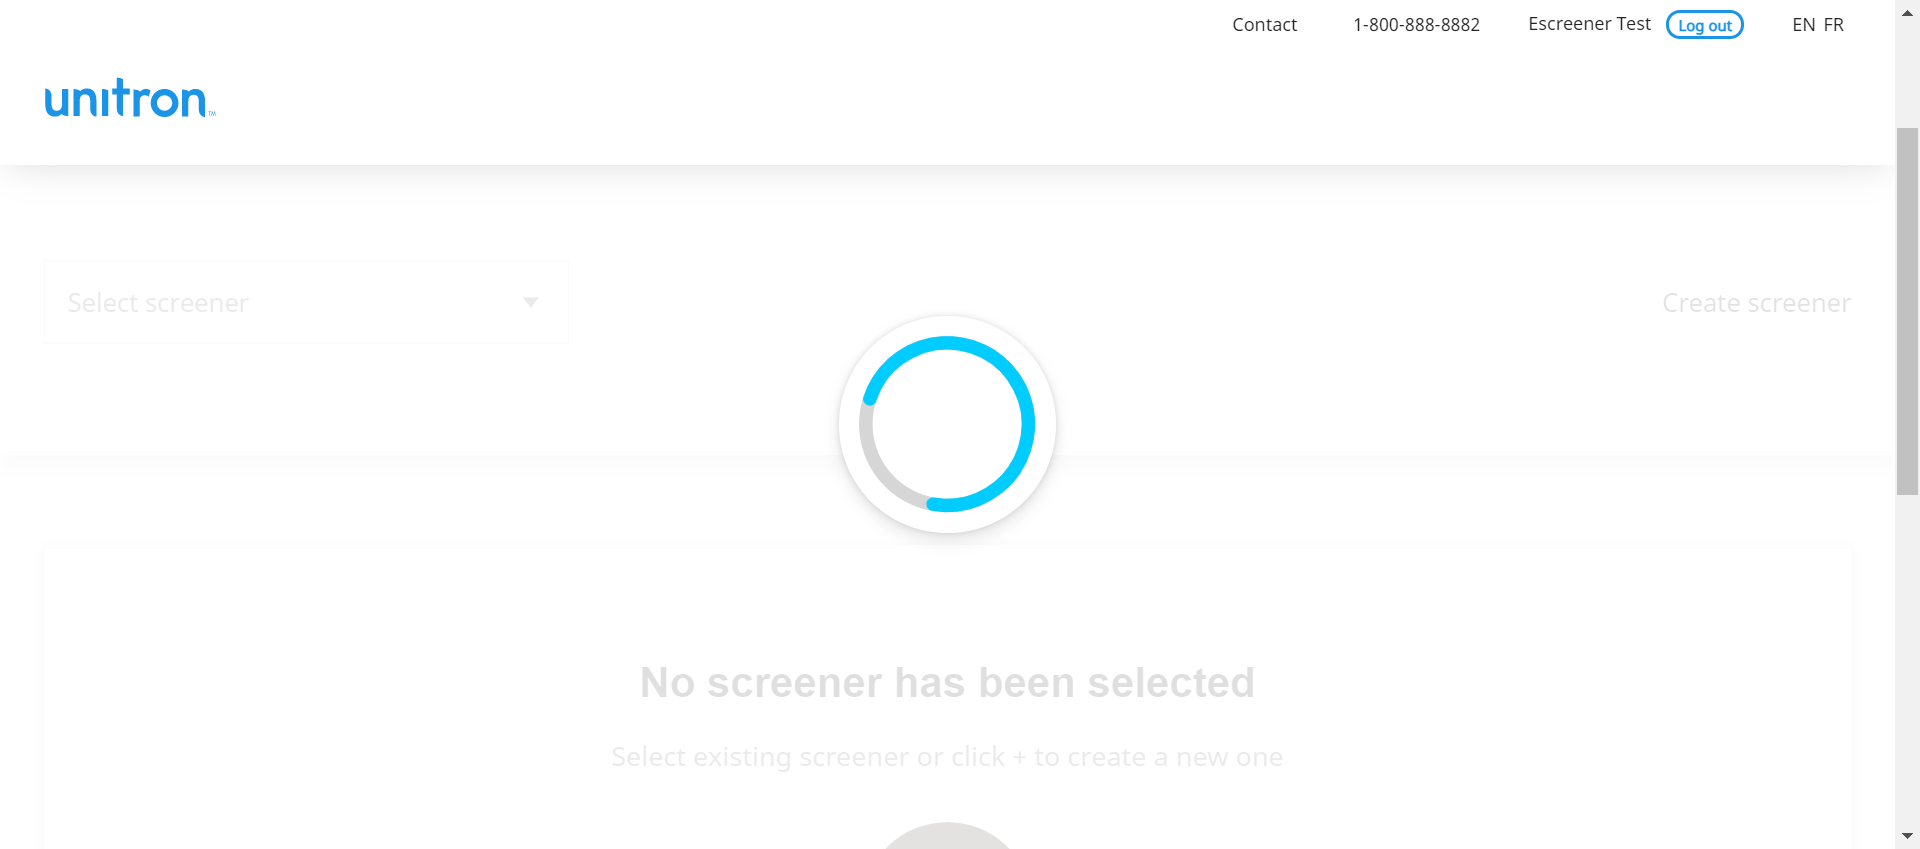 Contact 1-800-888-8882 Escreener Test Log out EN FR
unitron™
Select screener
Create screener
No screener has been selected
Select existing screener or click + to create a new one